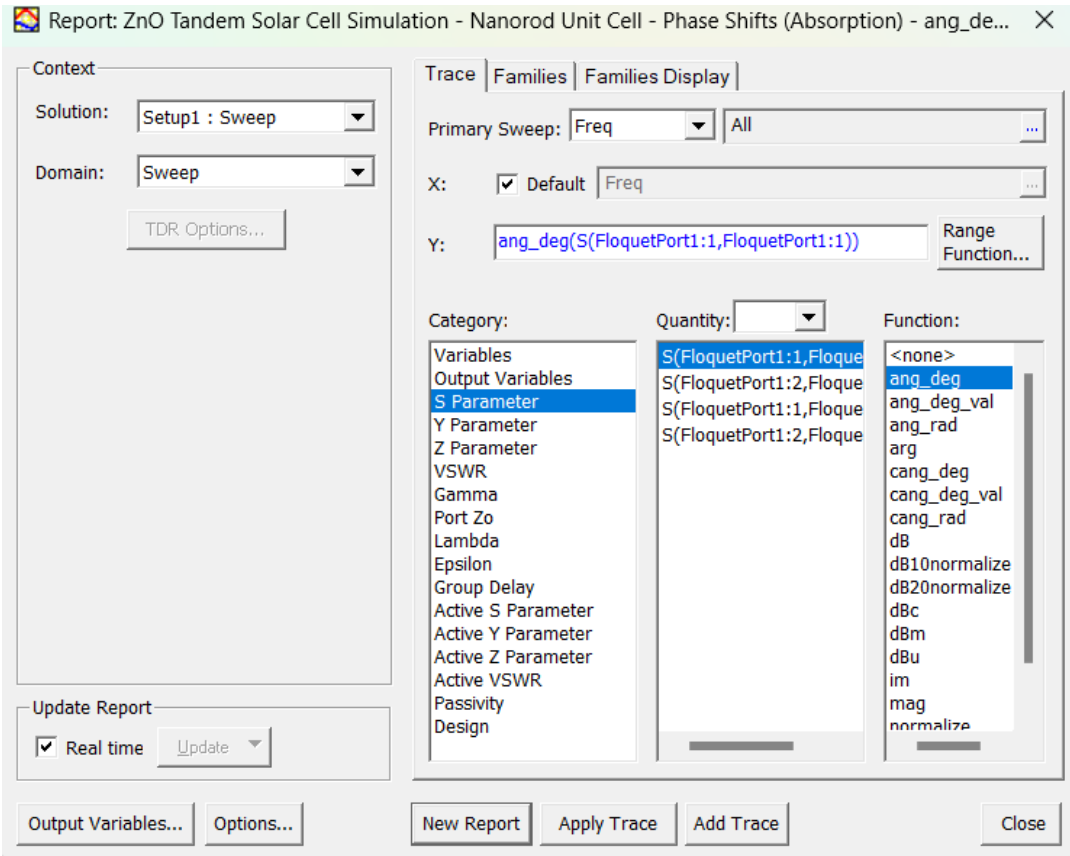 Report: ZnO Tandem Solar Cell Simulation - Nanorod Unit Cell - Phase Shifts (Absorption) - ang_de...
Context
Solution:
Setup1 : Sweep
Domain:
Sweep
TDR Options...
Update Report
Real time
Update
Output Variables...
Options...
Trace
Families
Families Display
Primary Sweep:
Freq
All
...
X:
Default
Freq
...
Y:
ang_deg(S(FloquetPort1:1,FloquetPort1:1))
Range
Function...
Category:
Variables
Output Variables
S Parameter
Y Parameter
Z Parameter
VSWR
Gamma
Port Zo
Lambda
Epsilon
Group Delay
Active S Parameter
Active Y Parameter
Active Z Parameter
Active VSWR
Passivity
Design
Quantity:
S(FloquetPort1:1,Floque
S(FloquetPort1:2,Floque
S(FloquetPort1:1,Floque
S(FloquetPort1:2,Floque
Function:
<none>
ang_deg
ang_deg_val
ang_rad
arg
cang_deg
cang_deg_val
cang_rad
dB
dB10normalize
dB20normalize
dBc
dBm
dBu
im
mag
normalize
New Report
Apply Trace
Add Trace
Close